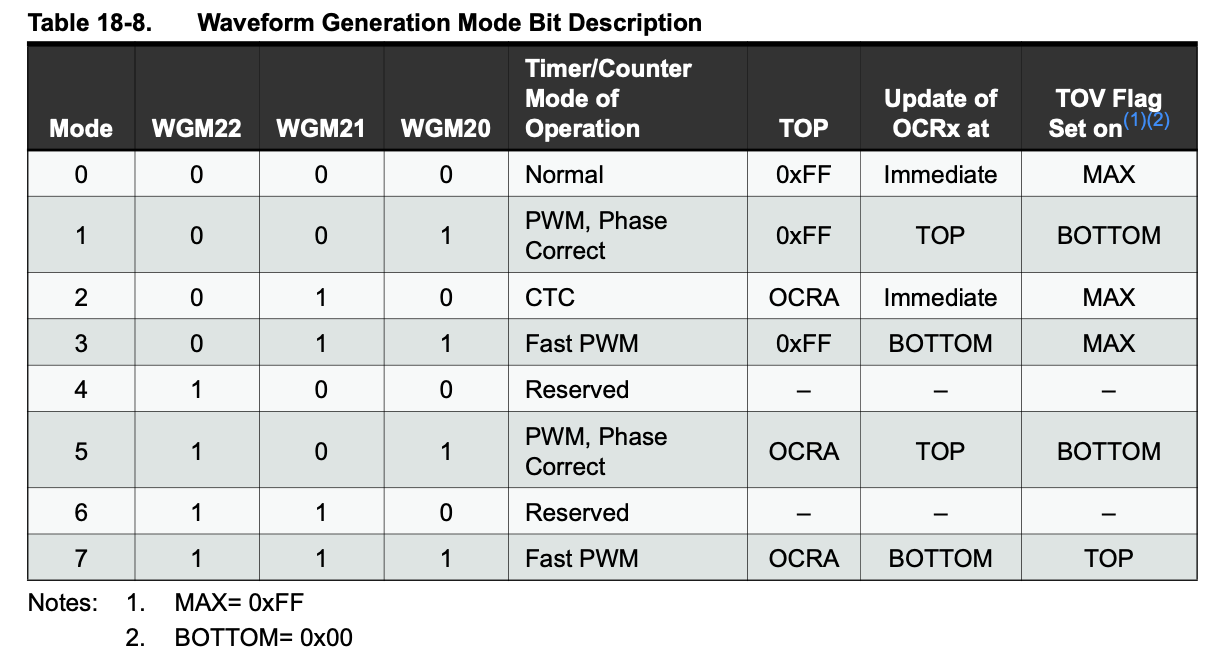 Table 18-8. Waveform Generation Mode Bit Description
Mode WGM22 WGM21 WGM20 Timer/Counter Mode of Operation TOP Update of OCRx at TOV Flag Set on(1)(2)
0 0 0 0 Normal 0xFF Immediate MAX
1 0 0 1 PWM, Phase Correct 0xFF TOP BOTTOM
2 0 1 0 CTC OCRA Immediate MAX
3 0 1 1 Fast PWM 0xFF BOTTOM MAX
4 1 0 0 Reserved – – –
5 1 0 1 PWM, Phase Correct OCRA TOP BOTTOM
6 1 1 0 Reserved – – –
7 1 1 1 Fast PWM OCRA BOTTOM TOP
Notes: 1. MAX= 0xFF
2. BOTTOM= 0x00